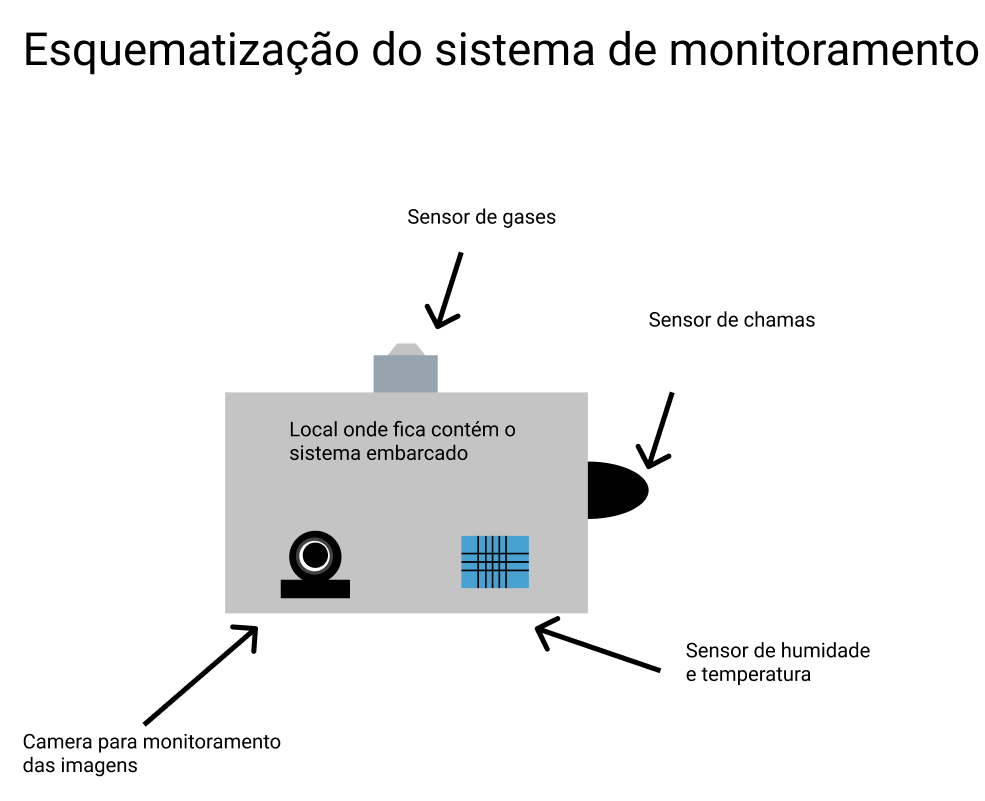 Esquematização do sistema de monitoramento
Sensor de gases
Sensor de chamas
Local onde fica contém o
sistema embarcado
Sensor de humidade
e temperatura
Camera para monitoramento
das imagens